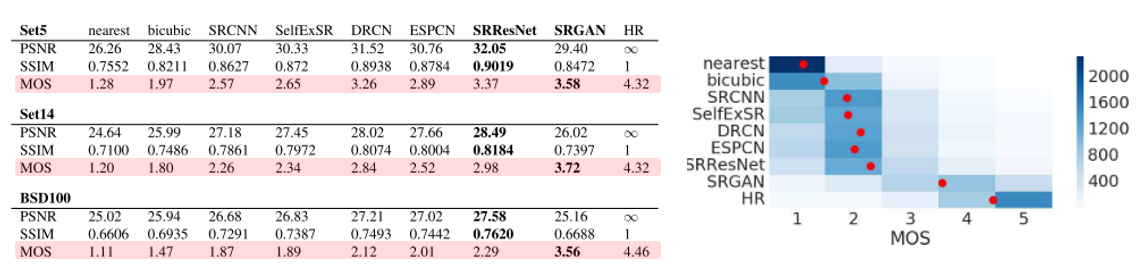 Set5 nearest bicubic SRCNN SelfExSR DRCN ESPCN SRResNet SRGAN HR
PSNR 26.26 28.43 30.07 30.33 31.52 30.76 32.05 29.40 ∞
SSIM 0.7552 0.8211 0.8627 0.872 0.8938 0.8784 0.9019 0.8472 1
MOS 1.28 1.97 2.57 2.65 3.26 2.89 3.37 3.58 4.32
Set14
PSNR 24.64 25.99 27.18 27.45 28.02 27.66 28.49 26.02 ∞
SSIM 0.7100 0.7486 0.7861 0.7972 0.8074 0.8004 0.8184 0.7397 1
MOS 1.20 1.80 2.26 2.34 2.84 2.52 2.98 3.72 4.32
BSD100
PSNR 25.02 25.94 26.68 26.83 27.21 27.02 27.58 25.16 ∞
SSIM 0.6606 0.6935 0.7291 0.7387 0.7493 0.7442 0.7620 0.6688 1
MOS 1.11 1.47 1.87 1.89 2.12 2.01 2.29 3.56 4.46
nearest
bicubic
SRCNN
SelfExSR
DRCN
ESPCN
SRResNet
SRGAN
HR
1 2 3 4 5
MOS
2000
1600
1200
800
400